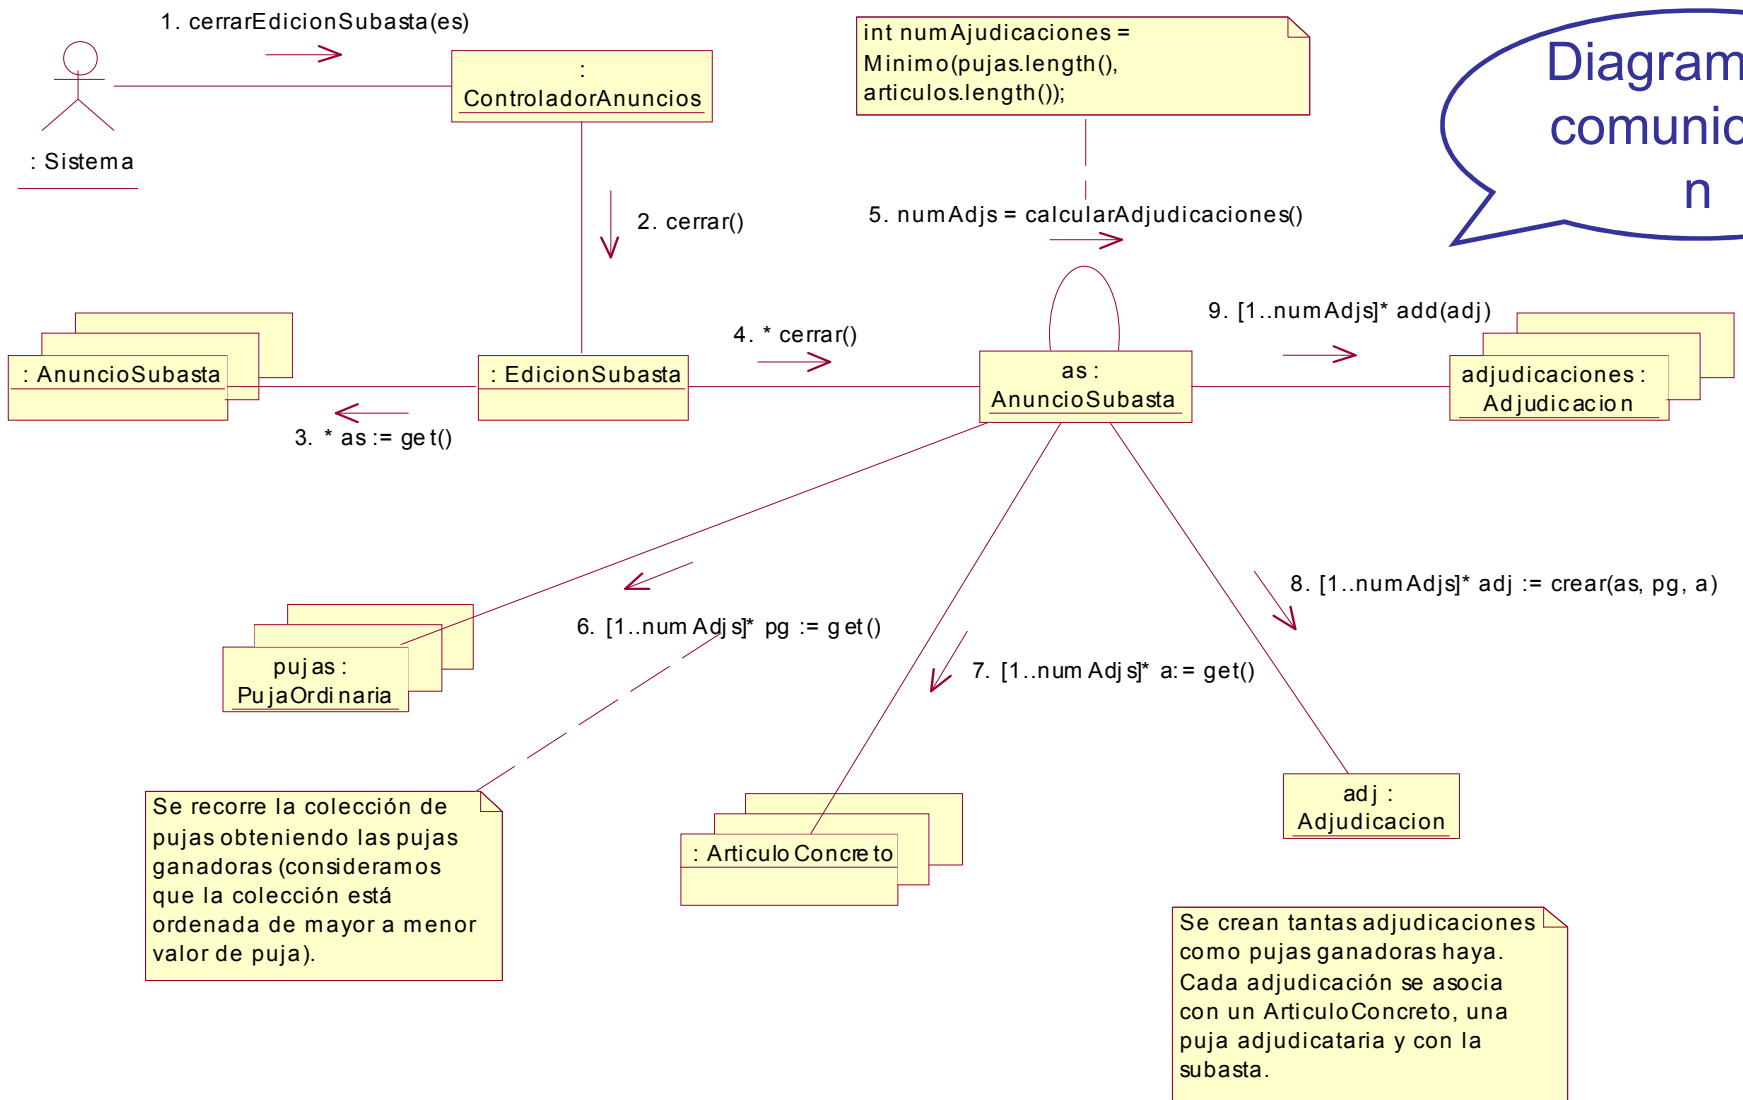 1. cerrarEdicionSubasta(es)
:
ControladorAnuncios
: Sistema
int numAjudicaciones =
Minimo(pujas.length(),
articulos.length());
Diagram
comunic
n
2. cerrar()
5. numAdjs = calcularAdjudicaciones()
9. [1..numAdjs]* add(adj)
4. * cerrar()
: AnuncioSubasta
: EdicionSubasta
as :
AnuncioSubasta
adjudicaciones :
Adjudicacion
3. * as := get()
6. [1..numAdjs]* pg := get()
8. [1..numAdjs]* adj := crear(as, pg, a)
7. [1..numAdjs]* a:= get()
pujas :
PujaOrdinaria
Se recorre la colección de
pujas obteniendo las pujas
ganadoras (consideramos
que la colección está
ordenada de mayor a menor
valor de puja).
: ArticuloConcreto
adj :
Adjudicacion
Se crean tantas adjudicaciones
como pujas ganadoras haya.
Cada adjudicación se asocia
con un ArticuloConcreto, una
puja adjudicataria y con la
subasta.